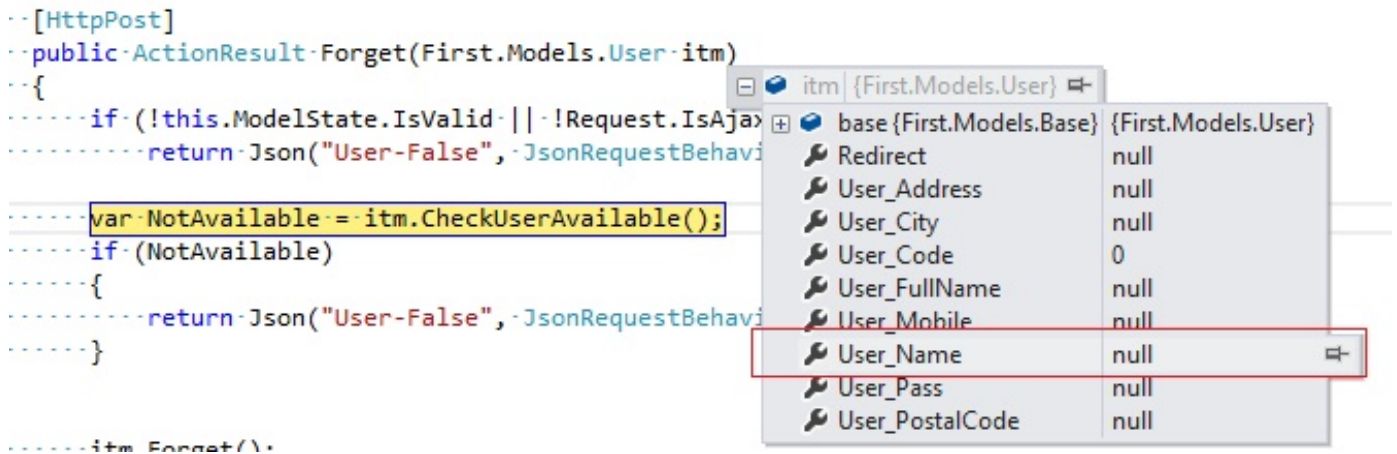 [HttpPost]
public ActionResult Forget(First.Models.User itm)
{
if (!this.ModelState.IsValid || !Request.IsAjax
return Json("User-False", JsonRequestBehavi
var NotAvailable = itm.CheckUserAvailable();
if (NotAvailable)
{
return Json("User-False", JsonRequestBehavi
}
itm.Forget();
itm {First.Models.User}
base {First.Models.Base} {First.Models.User}
Redirect null
User_Address null
User_City null
User_Code 0
User_FullName null
User_Mobile null
User_Name null
User_Pass null
User_PostalCode null